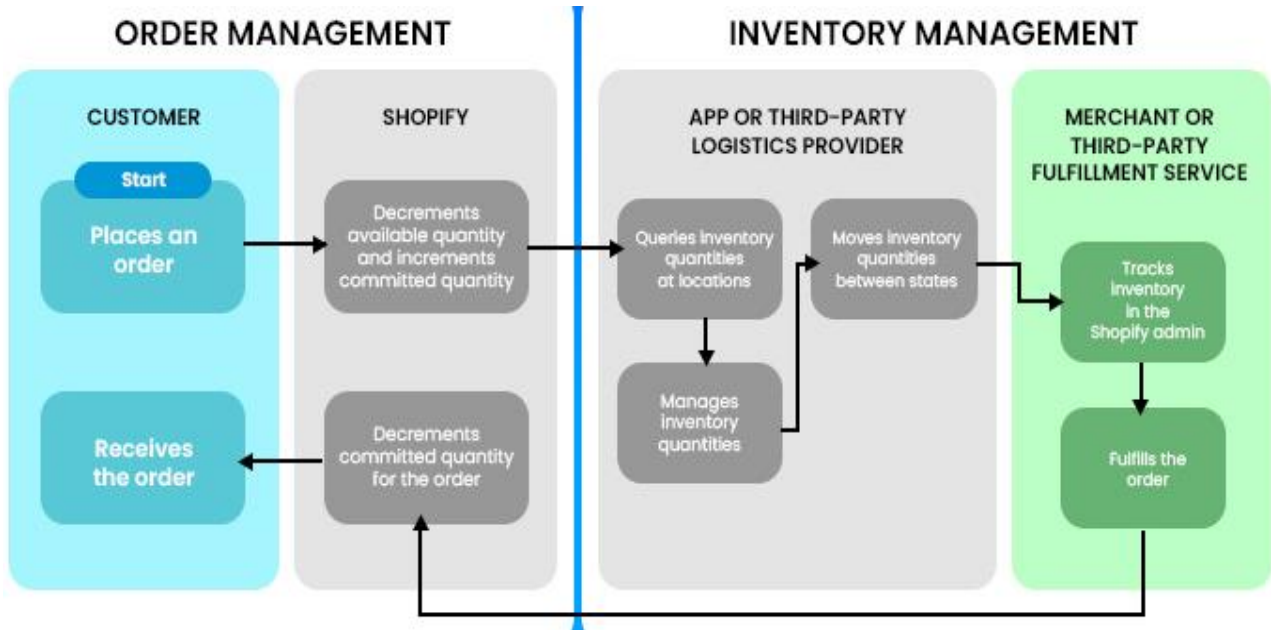 ORDER MANAGEMENT
INVENTORY MANAGEMENT
CUSTOMER
Start
Places an
order
Receives
the order
SHOPIFY
Decrements
available quantity
and increments
committed quantity
Decrements
committed quantity
for the order
APP OR THIRD-PARTY
LOGISTICS PROVIDER
Queries inventory
quantities
at locations
Manages
inventory
quantities
Moves inventory
quantities
between states
MERCHANT OR
THIRD-PARTY
FULFILLMENT SERVICE
Tracks
inventory
in the
Shopify admin
Fulfills the
order